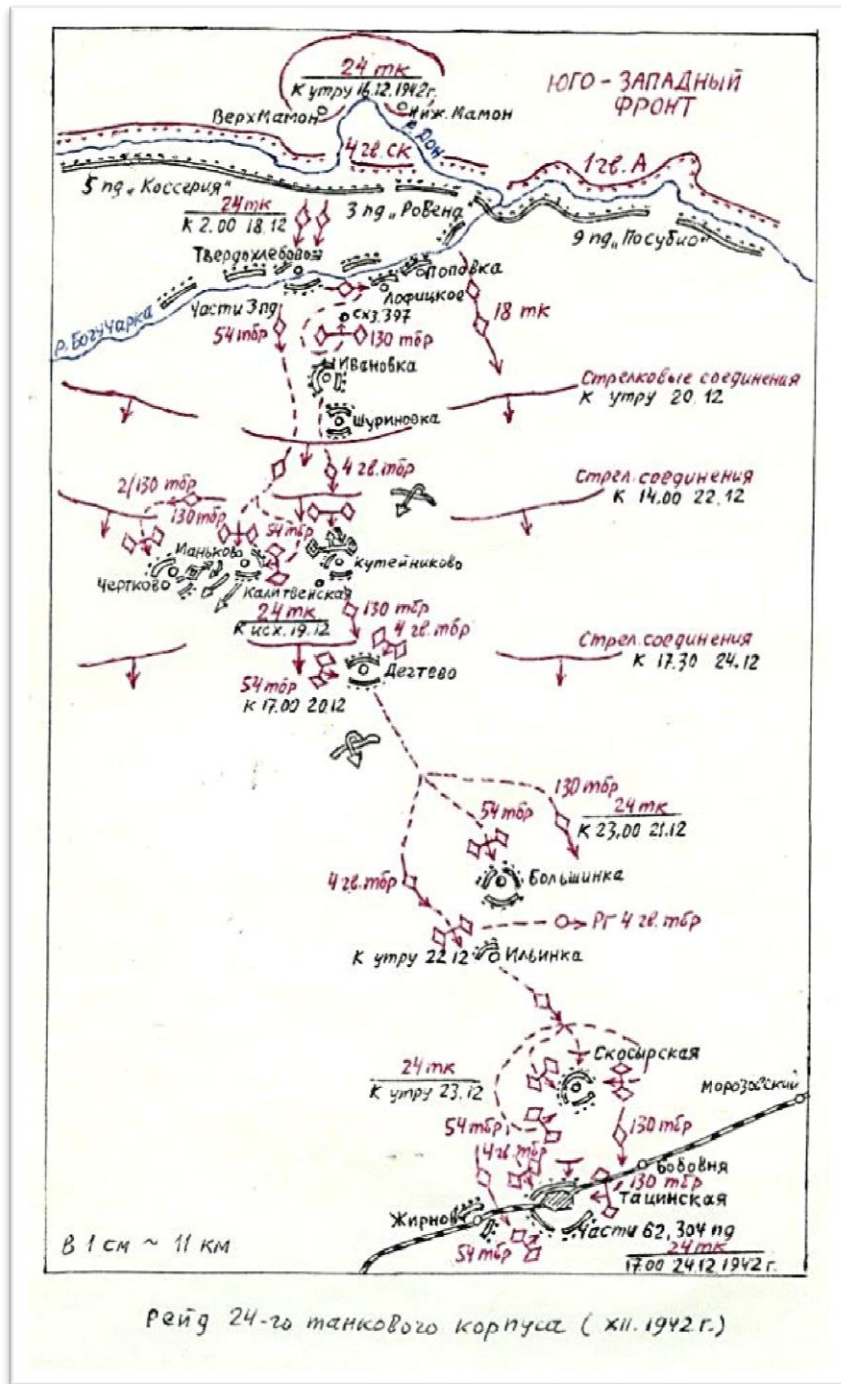 24 тк
К утру 16.12.1942г.
ЮГО-ЗАПАДНЫЙ
ФРОНТ
Верх Мамон
Ниж. Мамон
р. Дон
4 гв. СК
1 гв. А
5 пд „Коссерия“
3 пд „Ровенд
9 пд „Посубио“
24 тк
К 2.00 18.12
Твердохлебовоя
Поповка
Лофицкое
Части 3 пд
р. Богучарка
54 тбр
схз. 397
130 тбр
18 тк
Ивановка
Шуриновка
Стрелковые соединения
К утру 20.12
4 гв. тбр
2/130 тбр
130 тбр
54 тбр
Стрел. соединения
К 14.00 22.12
Маньково
Чертково
Калитвенская
Кутейниково
24 тк
К исх. 19.12
130 тбр
4 гв. тбр
Стрел. соединения
К 17.30 24.12
54 тбр
К 17.00 20.12
Дегтево
130 тбр
54 тбр
24 тк
К 23.00 21.12
4 гв. тбр
Большинка
РГ 4 гв. тбр
К утру 22.12
Ильинка
Скосырская
24 тк
К утру 23.12
Морозовский
54 тбр
130 тбр
4 гв. тбр
Бобовня
130 тбр
Тацинская
Жирнов
Части 62, 304 пд
54 тбр
24 тк
17.00 24.12 1942 г.
В 1 см ~ 11 км
Рейд 24-го танкового корпуса ( XII. 1942 г.)